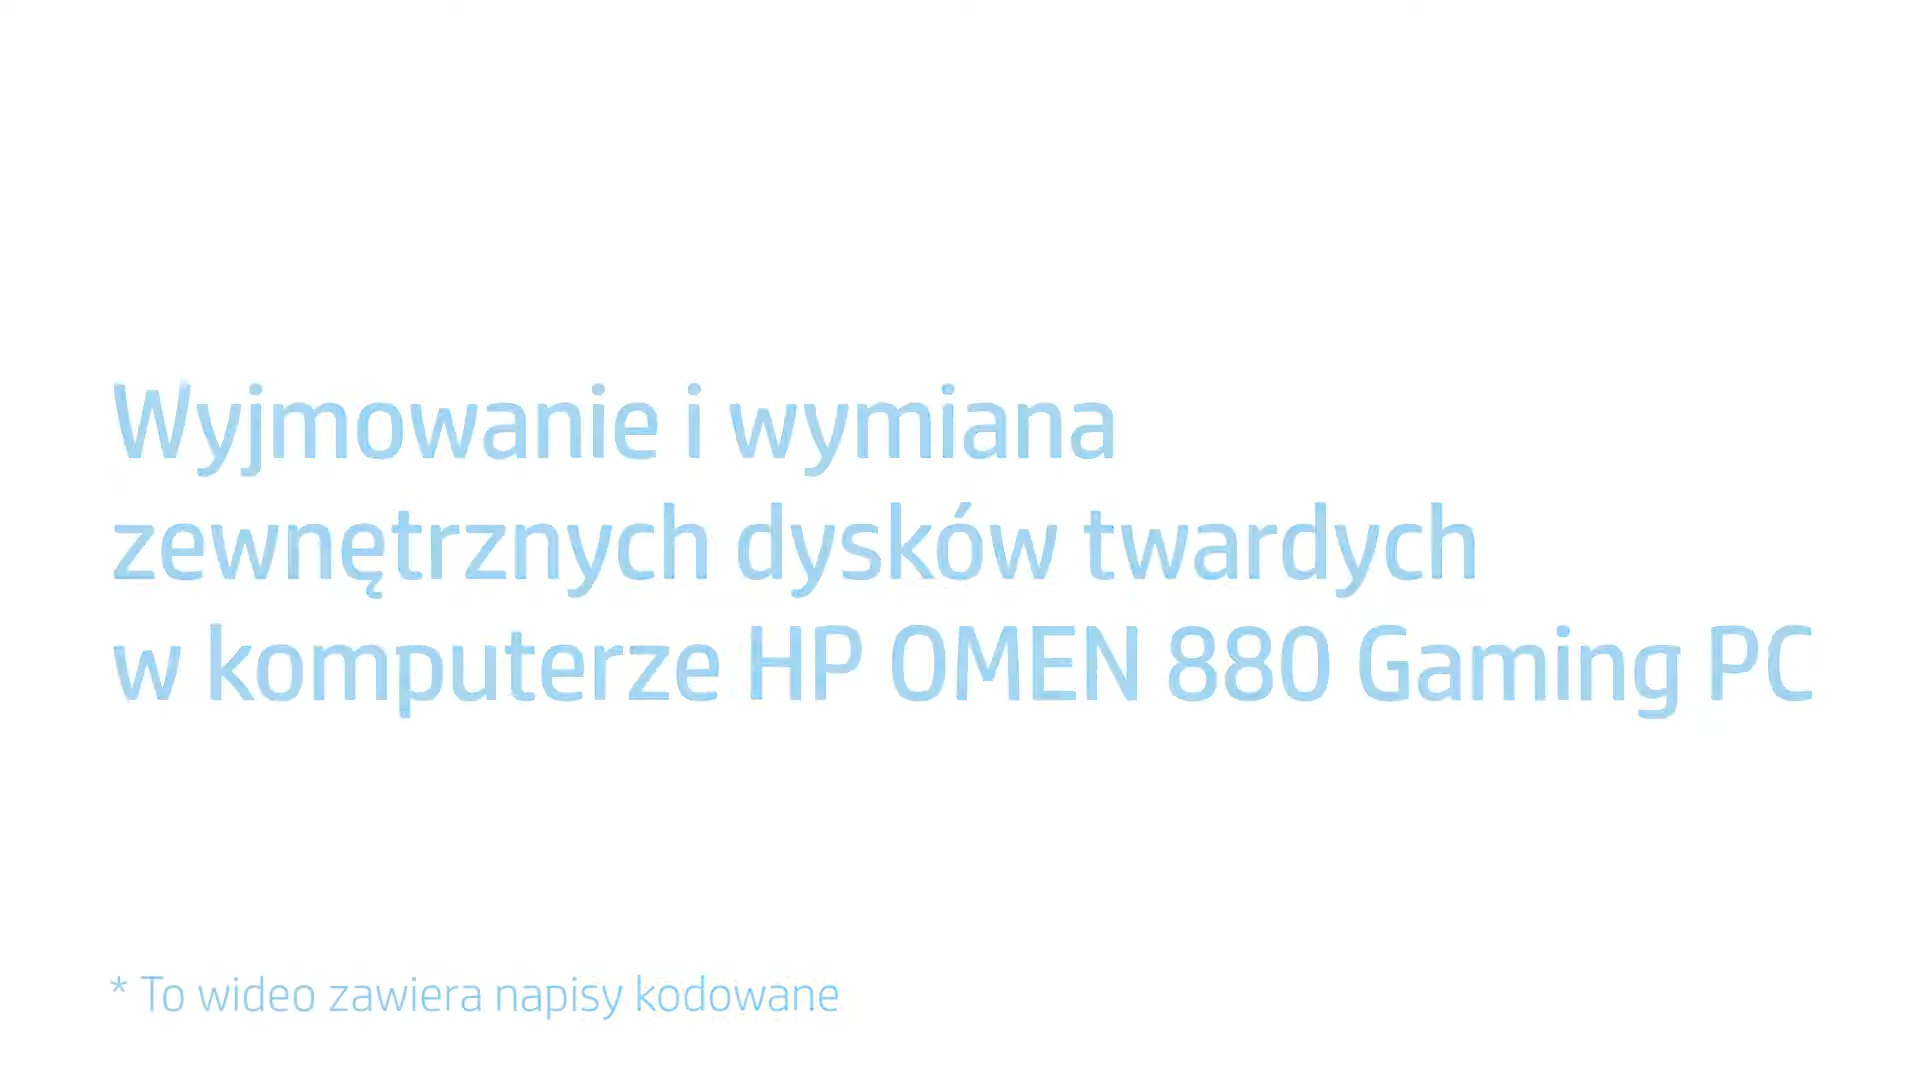 Wyjmowanie i wymiana
zewnętrznych dysków twardych
w komputerze HP OMEN 880 Gaming PC
* To wideo zawiera napisy kodowane